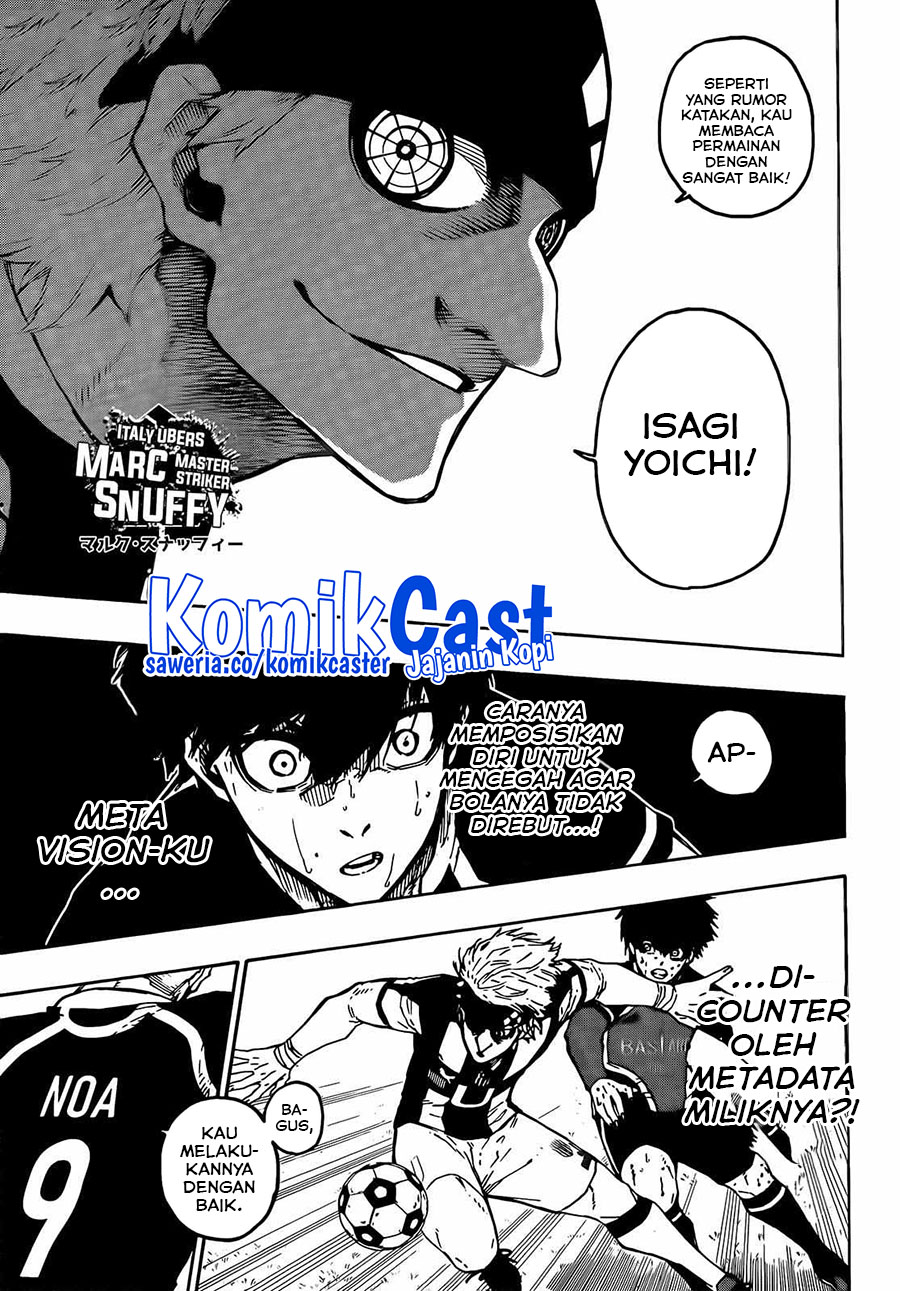 SEPERTI
YANG RUMOR
KATAKAN, KAU
MEMBACA
PERMAINAN
DENGAN
SANGAT BAIK!
ISAGI
YOICHI!
ITALY UBERS
MARC
SNUFFY
MASTER
STRIKER
マルク・スナッフィー
KomikCast
saweria.co/komikcaster Jajanin Kopi
AP-
CARANYA
MEMPOSISIKAN
DIRI UNTUK
MENCEGAH AGAR
BOLANYA TIDAK
DIREBUT...!
META
VISION-KU
...
...DI-
COUNTER
OLEH
METADATA
MILIKNYA?!
BASTARD
BA-
GUS,
KAU
MELAKU-
KANNYA
DENGAN
BAIK.
NOA
9